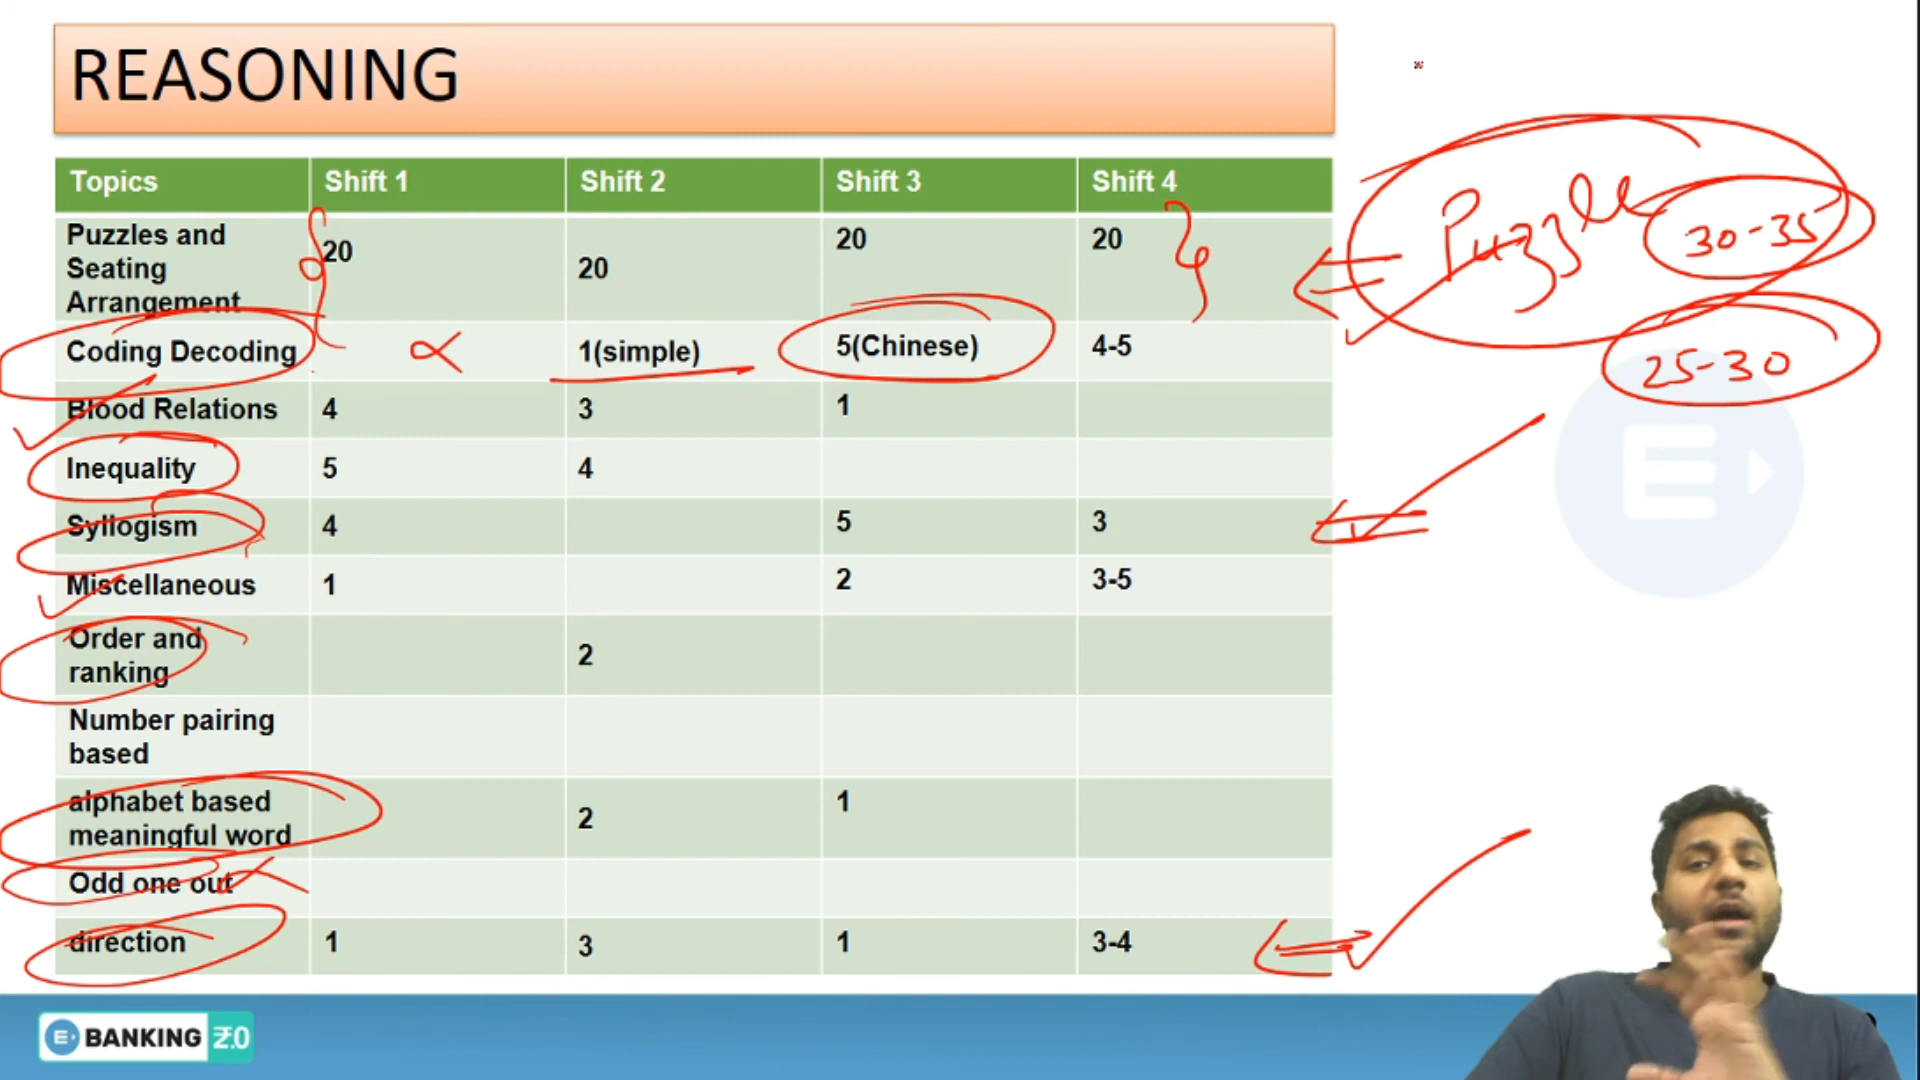 REASONING
Topics Shift 1 Shift 2 Shift 3 Shift 4
Puzzles and
Seating
Arrangement 20 20 20 20
Coding Decoding 1(simple) 5(Chinese) 4-5
Blood Relations 4 3 1
Inequality 5 4
Syllogism 4 5 3
Miscellaneous 1 2 3-5
Order and
ranking 2
Number pairing
based
alphabet based
meaningful word 2 1
Odd one out
direction 1 3 1 3-4
Puzzle 30-35
25-30
E BANKING 2.0